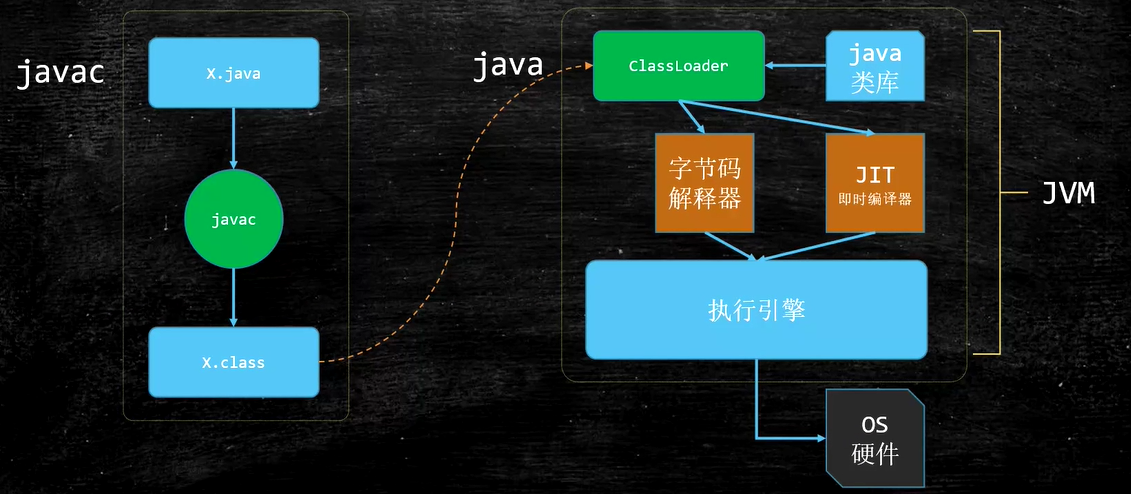 javac
X.java
javac
X.class
java
ClassLoader
java
类库
字节码
解释器
JIT
即时编译器
执行引擎
JVM
OS
硬件